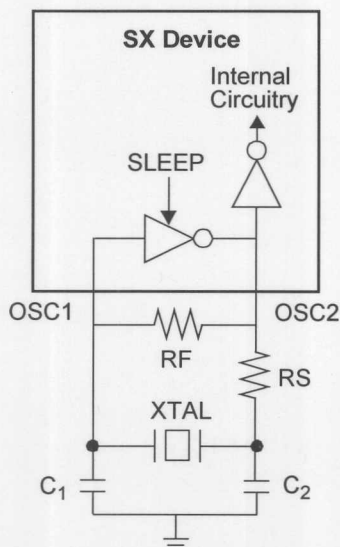 SX Device
Internal
Circuitry
SLEEP
OSC1
OSC2
RF
RS
XTAL
C1
C2